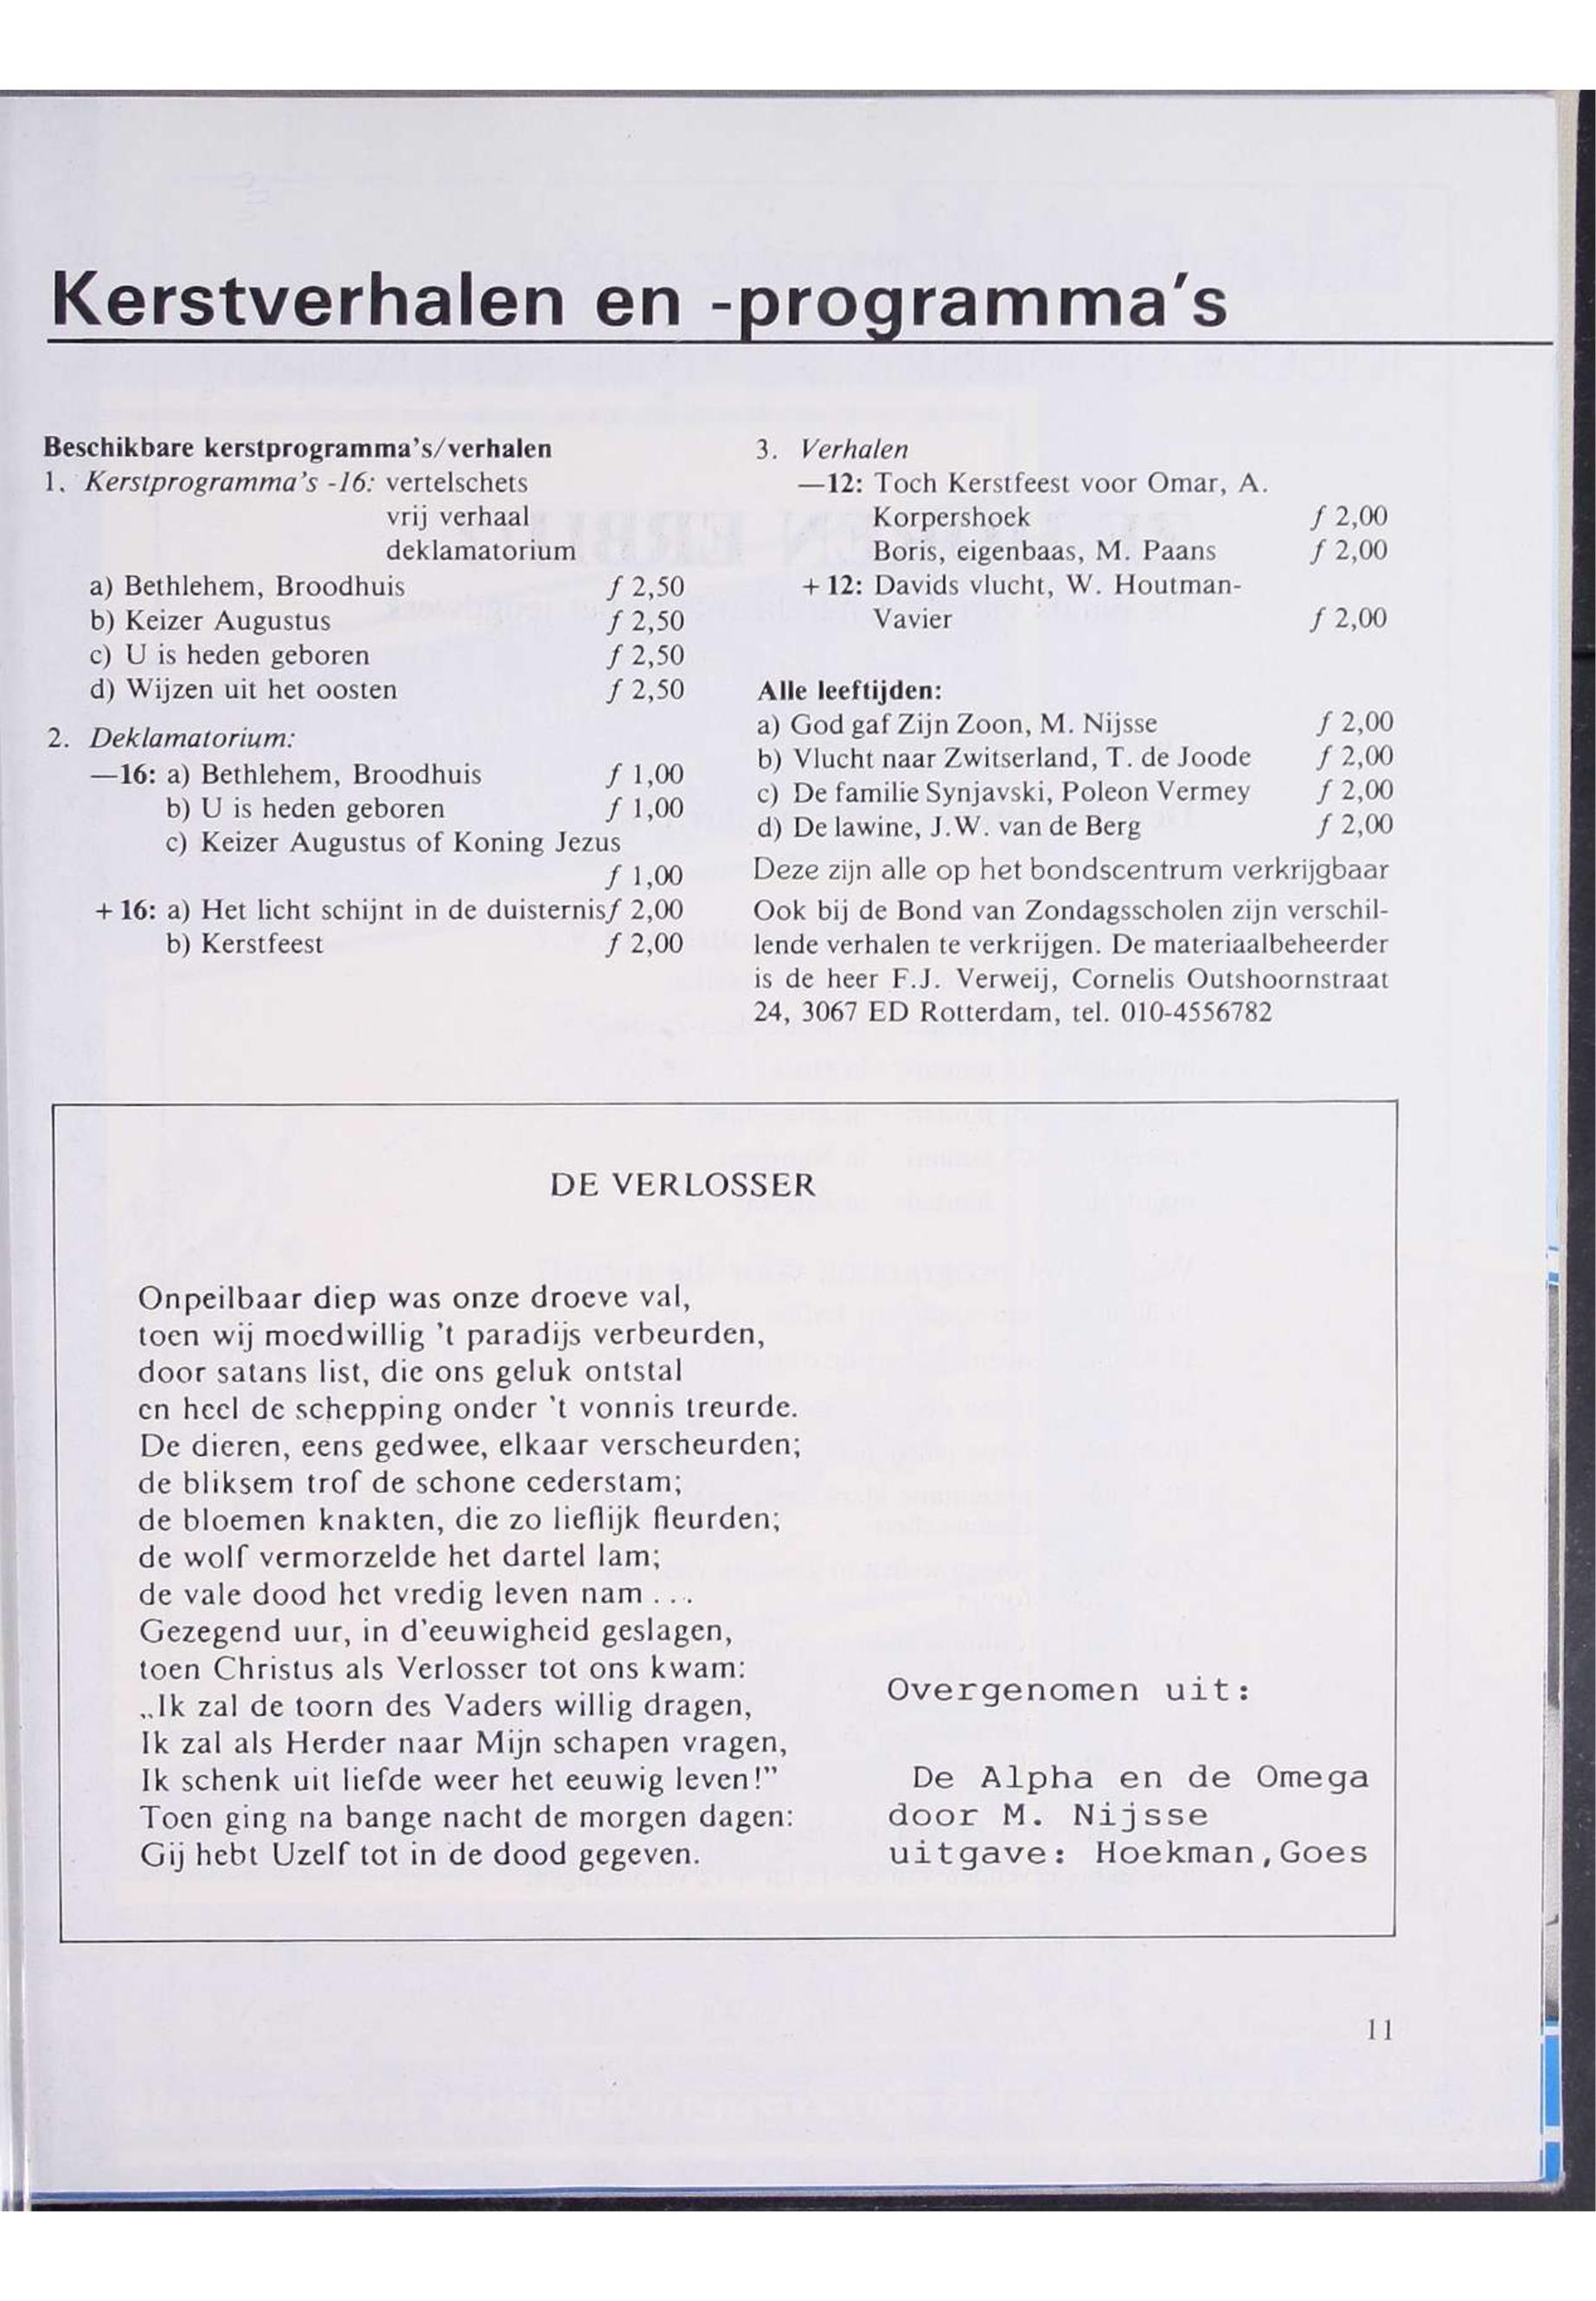 Kerstverhalen en -programma's
Beschikbare kerstprogramma's/verhalen
1. Kerstprogramma's -16: vertelschets
vrij verhaal
deklamatorium
a) Bethlehem, Broodhuis ƒ 2,50
b) Keizer Augustus ƒ 2,50
c) U is heden geboren ƒ 2,50
d) Wijzen uit het oosten ƒ 2,50
2. Deklamatorium:
—16: a) Bethlehem, Broodhuis ƒ 1,00
b) U is heden geboren ƒ 1,00
c) Keizer Augustus of Koning Jezus
ƒ 1,00
+16: a) Het licht schijnt in de duisternis ƒ 2,00
b) Kerstfeest ƒ 2,00
3. Verhalen
—12: Toch Kerstfeest voor Omar, A.
Korpershoek ƒ 2,00
Boris, eigenbaas, M. Paans ƒ 2,00
+12: Davids vlucht, W. Houtman-
Vavier ƒ 2,00
Alle leeftijden:
a) God gaf Zijn Zoon, M. Nijsse ƒ 2,00
b) Vlucht naar Zwitserland, T. de Joode ƒ 2,00
c) De familie Synjavski, Poleon Vermey ƒ 2,00
d) De lawine, J.W. van de Berg ƒ 2,00
Deze zijn alle op het bondscentrum verkrijgbaar
Ook bij de Bond van Zondagsscholen zijn verschil-
lende verhalen te verkrijgen. De materiaalbeheerder
is de heer F.J. Verweij, Cornelis Outshoornstraat
24, 3067 ED Rotterdam, tel. 010-4556782
DE VERLOSSER
Onpeilbaar diep was onze droeve val,
toen wij moedwillig 't paradijs verbeurden,
door satans list, die ons geluk ontstal
en heel de schepping onder 't vonnis treurde.
De dieren, eens gedwee, elkaar verscheurden;
de bliksem trof de schone cederstam;
de bloemen knakten, die zo lieflijk fleurden;
de wolf vermorzelde het dartel lam;
de vale dood het vredig leven nam . . .
Gezegend uur, in d'eeuwigheid geslagen,
toen Christus als Verlosser tot ons kwam:
„Ik zal de toorn des Vaders willig dragen,
Ik zal als Herder naar Mijn schapen vragen,
Ik schenk uit liefde weer het eeuwig leven!”
Toen ging na bange nacht de morgen dagen:
Gij hebt Uzelf tot in de dood gegeven.
Overgenomen uit:
De Alpha en de Omega
door M. Nijsse
uitgave: Hoekman,Goes
11